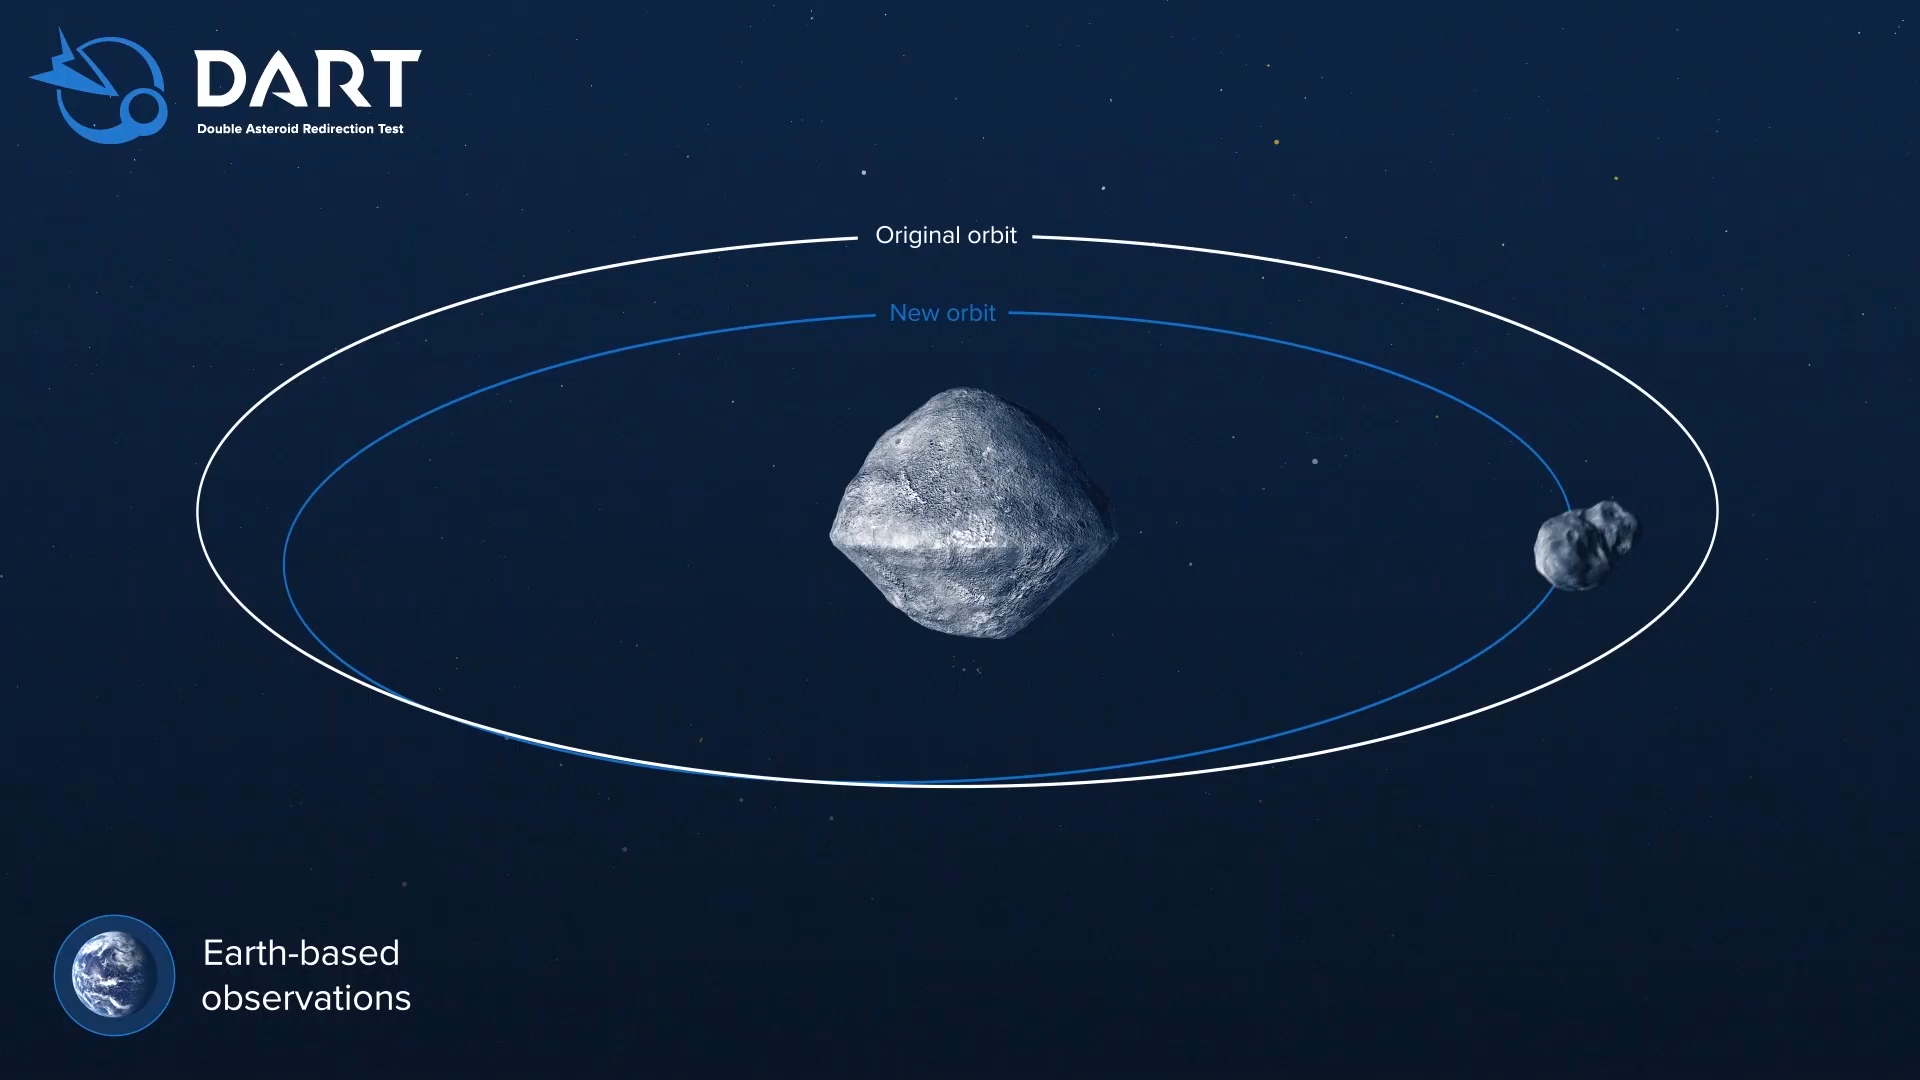 DART
Double Asteroid Redirection Test
Original orbit
New orbit
Earth-based
observations